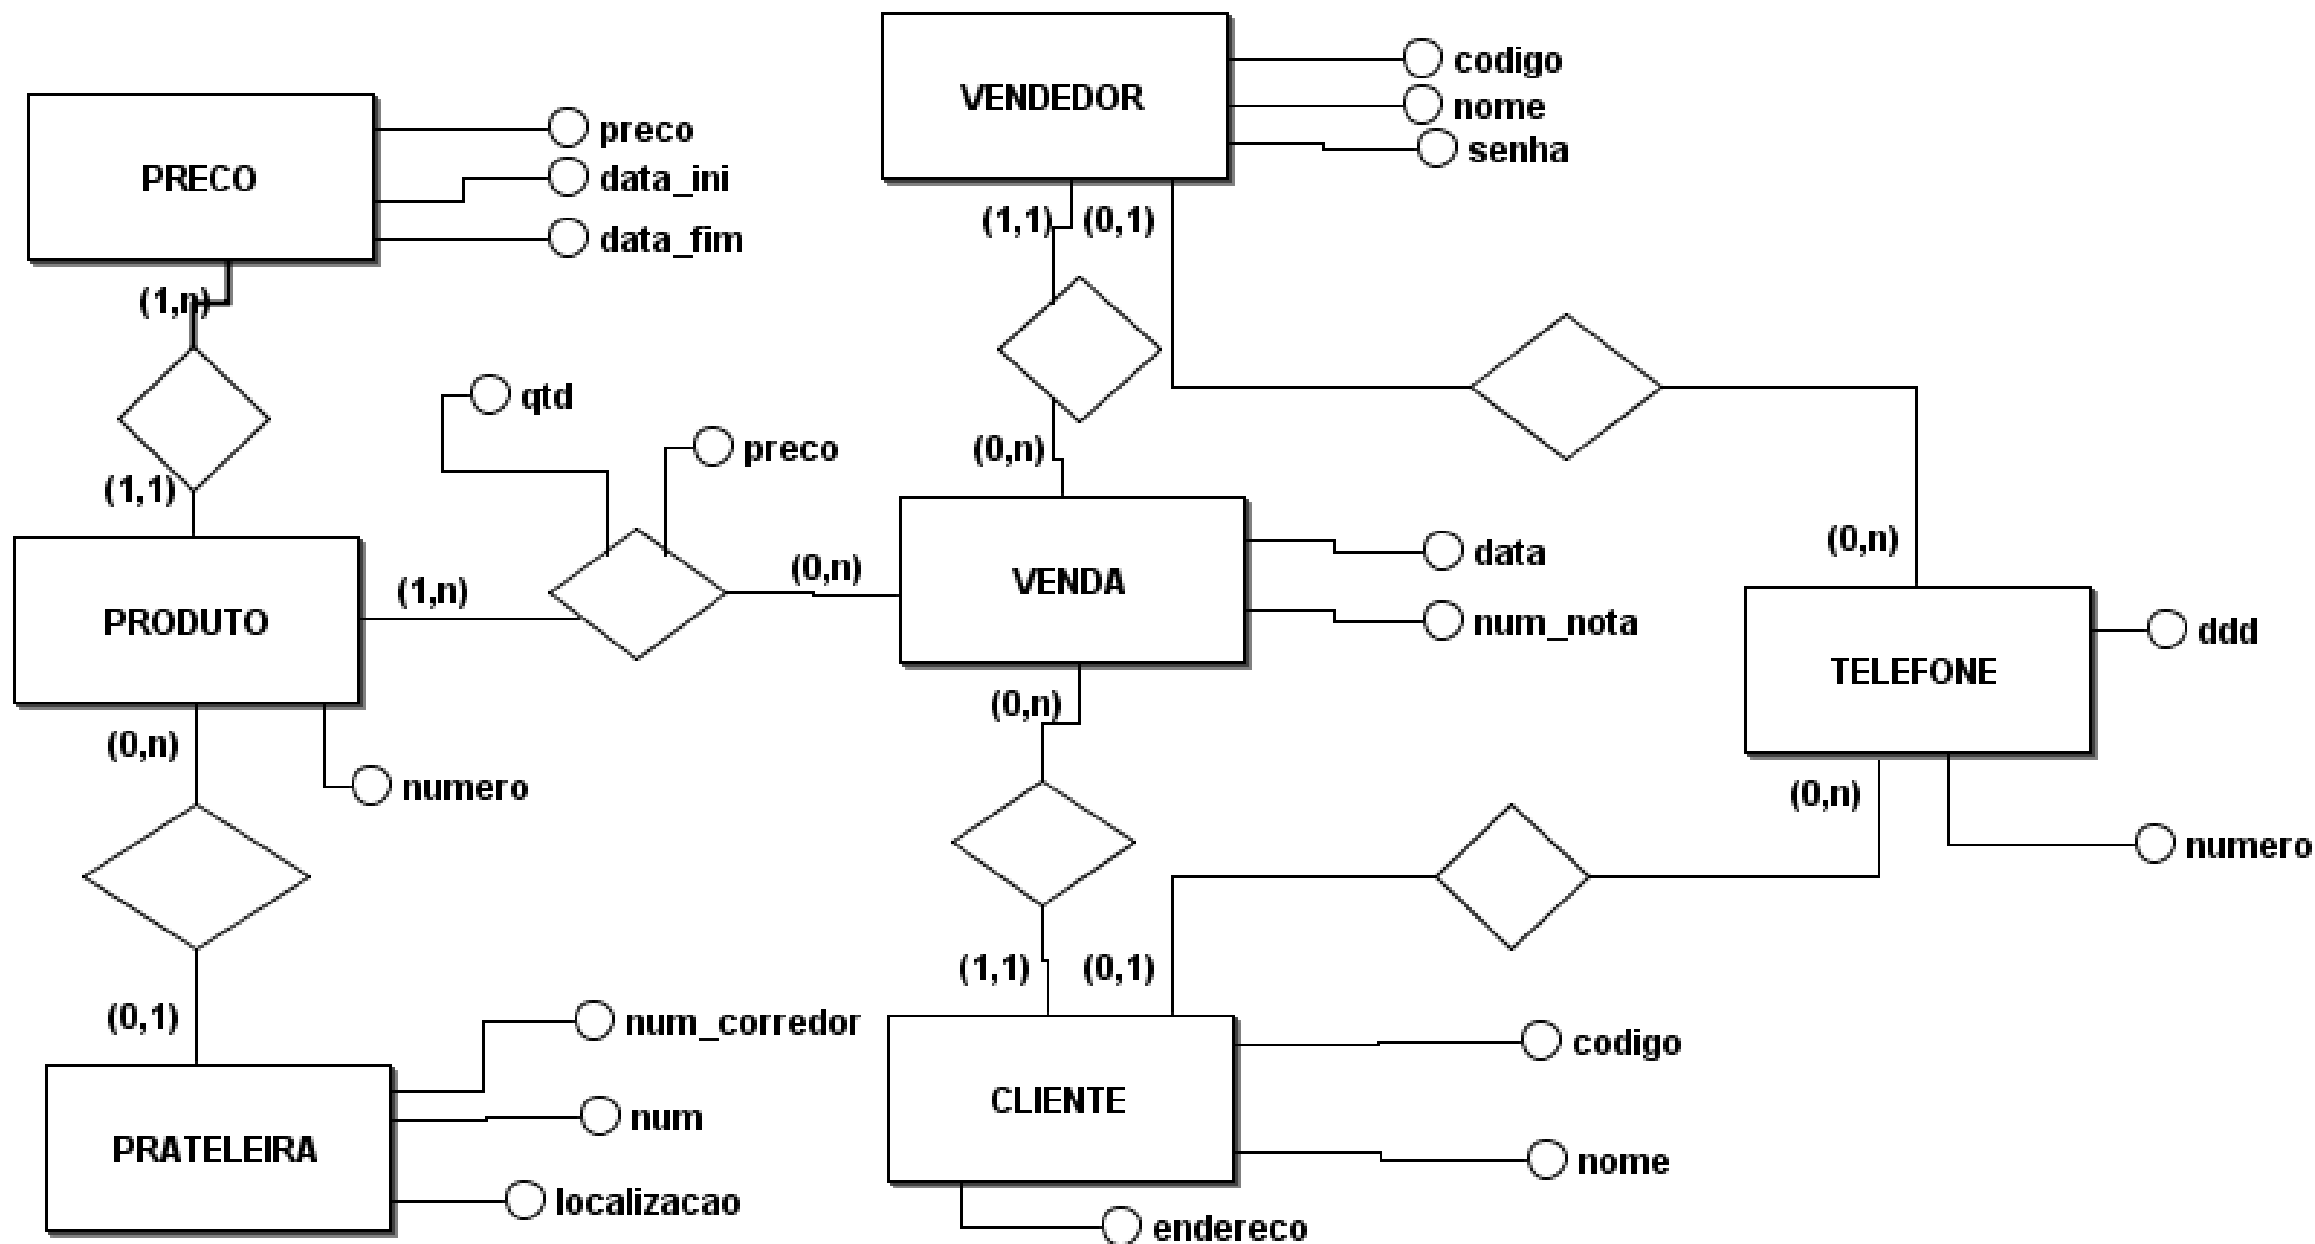 VENDEDOR
codigo
nome
senha
PRECO
preco
data_ini
data_fim
(1,1)
(0,1)
(1,n)
qtd
preco
(0,n)
(1,1)
PRODUTO
(1,n)
(0,n)
VENDA
data
num_nota
(0,n)
TELEFONE
ddd
numero
(0,n)
numero
(0,n)
(0,n)
(1,1)
(0,1)
(0,1)
PRATELEIRA
num_corredor
num
localizacao
CLIENTE
codigo
nome
endereco